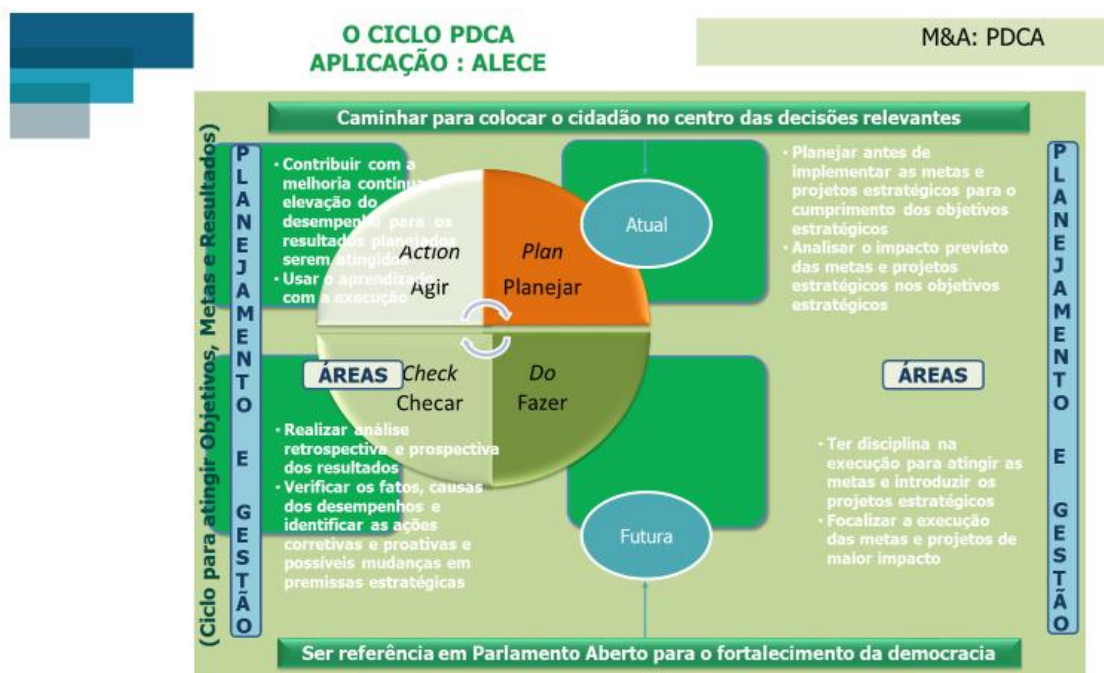 O CICLO PDCA
APLICAÇÃO : ALECE
M&A: PDCA
Caminhar para colocar o cidadão no centro das decisões relevantes
(Ciclo para atingir Objetivos, Metas e Resultados)
PLANEJAMENTO E GESTÃO
• Contribuir com a
melhoria contínua e
elevação do
desempenho para os
resultados planejados
serem atingidos
• Usar o aprendizado
com a execução
Action
Agir
Plan
Planejar
Atual
• Planejar antes de
implementar as metas e
projetos estratégicos para o
cumprimento dos objetivos
estratégicos
• Analisar o impacto previsto
das metas e projetos
estratégicos nos objetivos
estratégicos
PLANEJAMENTO E GESTÃO
ÁREAS
Check
Checar
Do
Fazer
ÁREAS
• Realizar análise
retrospectiva e prospectiva
dos resultados
• Verificar os fatos, causas
dos desempenhos e
identificar as ações
corretivas e proativas e
possíveis mudanças em
premissas estratégicas
Futura
• Ter disciplina na
execução para atingir as
metas e introduzir os
projetos estratégicos
• Focalizar a execução
das metas e projetos de
maior impacto
Ser referência em Parlamento Aberto para o fortalecimento da democracia